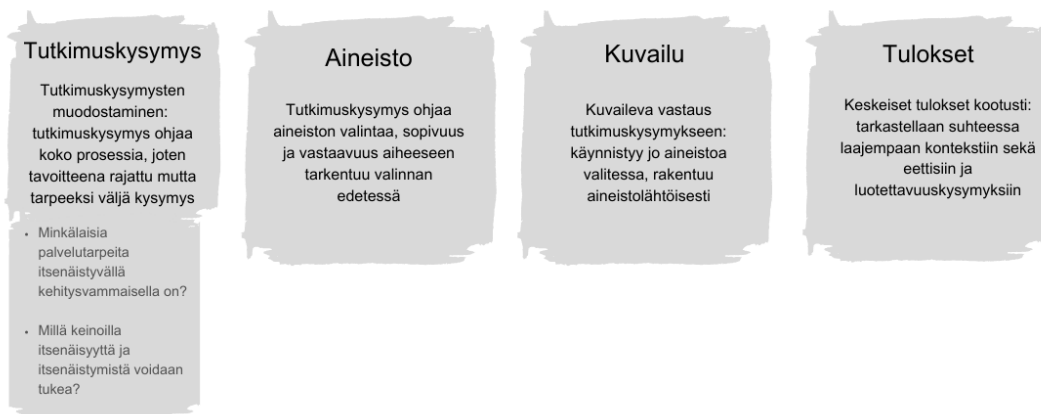 Tutkimuskysymys
Tutkimuskysymysten
muodostaminen:
tutkimuskysymys ohjaa
koko prosessia, joten
tavoitteena rajattu mutta
tarpeeksi väljä kysymys
• Minkälaisia
palvelutarpeita
itsenäistyvällä
kehitysvammaisella on?
• Millä keinoilla
itsenäisyyttä ja
itsenäistymistä voidaan
tukea?
Aineisto
Tutkimuskysymys ohjaa
aineiston valintaa, sopivuus
ja vastaavuus aiheeseen
tarkentuu valinnan
edetessä
Kuvailu
Kuvaileva vastaus
tutkimuskysymykseen:
käynnistyy jo aineistoa
valitessa, rakentuu
aineistolähtöisesti
Tulokset
Keskeiset tulokset kootusti:
tarkastellaan suhteessa
laajempaan kontekstiin sekä
eettisiin ja
luotettavuuskysymyksiin